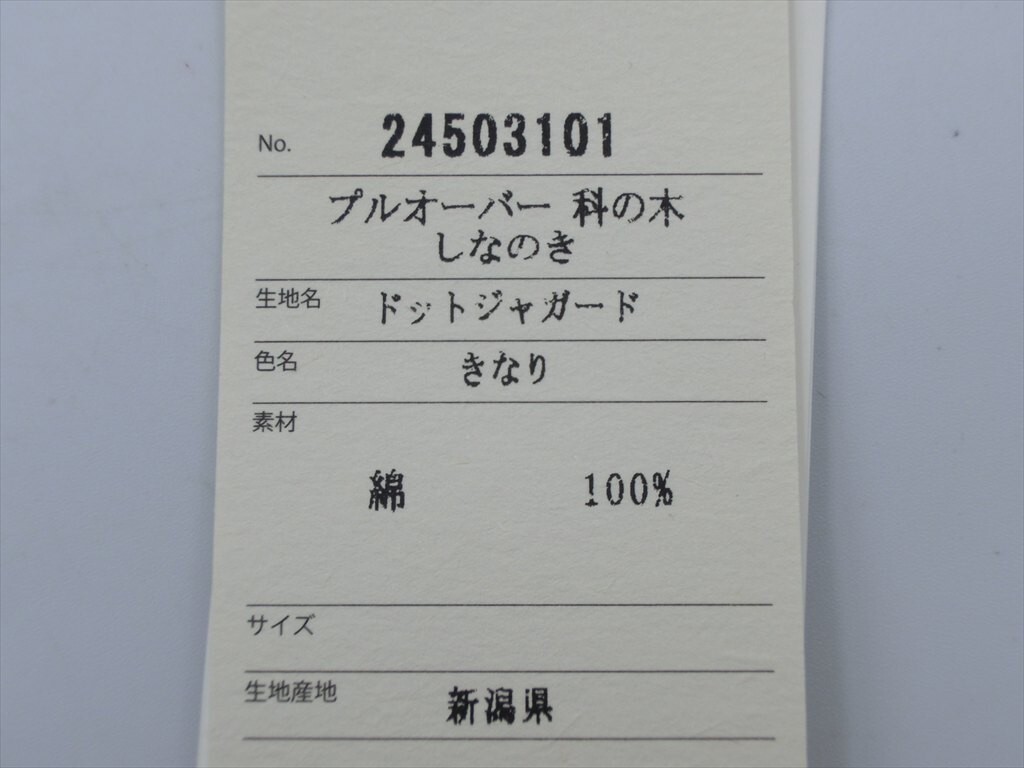 No. 24503101
プルオーバー 科の木
しなのき
生地名 ドットジャガード
色名 きなり
素材
綿 100%
サイズ
生地産地 新潟県